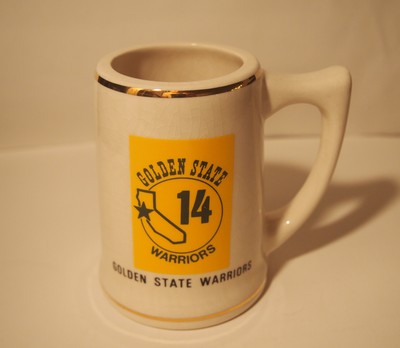 GOLDEN STATE
14
WARRIORS
GOLDEN STATE WARRIORS